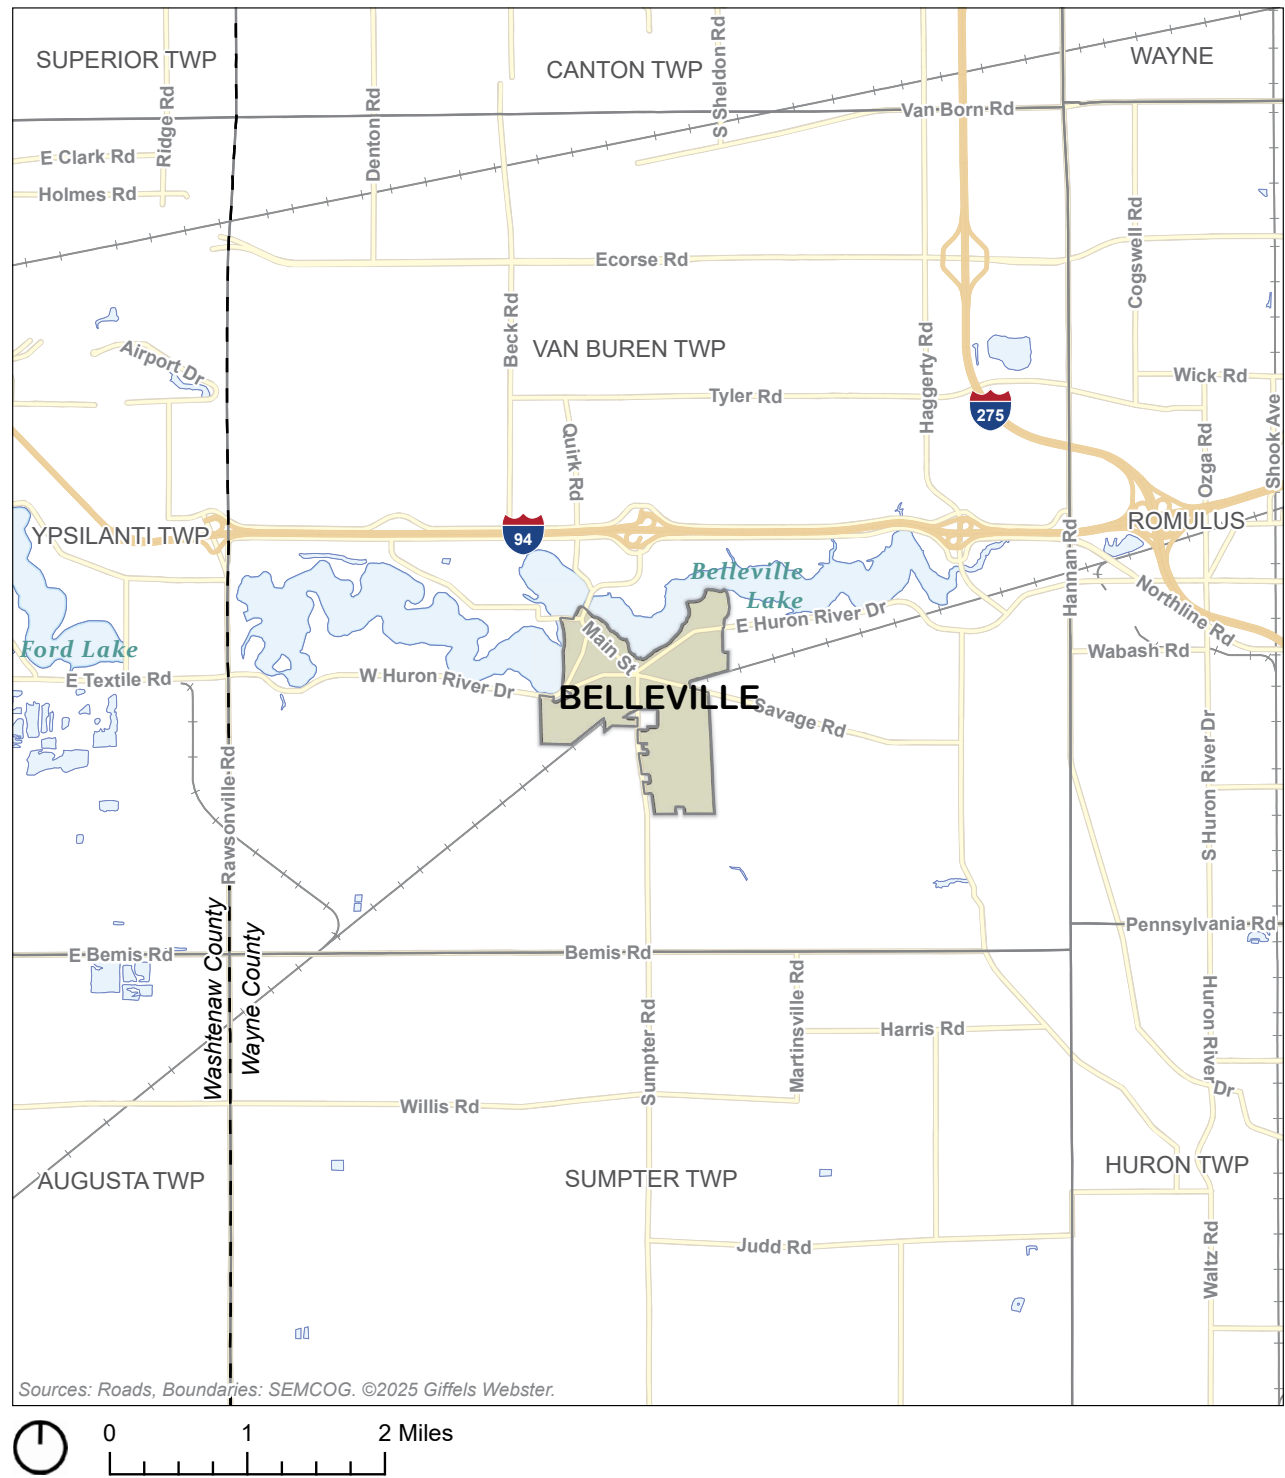 SUPERIOR TWP
CANTON TWP
WAYNE
Ridge Rd
Denton Rd
S Sheldon Rd
Van Born Rd
E Clark Rd
Holmes Rd
Cogswell Rd
Ecorse Rd
Beck Rd
Haggerty Rd
Airport Dr
VAN BUREN TWP
Wick Rd
Tyler Rd
275
Shook Ave
Quirk Rd
Ozga Rd
YPSILANTI TWP
94
ROMULUS
Hannan Rd
Belleville
Lake
Northline Rd
E Huron River Dr
Main St
Ford Lake
Wabash Rd
E Textile Rd
W Huron River Dr
BELLEVILLE
Savage Rd
Rawsonville Rd
S Huron River Dr
Washtenaw County
Wayne County
Pennsylvania Rd
E Bemis Rd
Bemis Rd
Martinsville Rd
Sumpter Rd
Harris Rd
Huron River
Dr
Willis Rd
AUGUSTA TWP
SUMPTER TWP
HURON TWP
Judd Rd
Waltz Rd
Sources: Roads, Boundaries: SEMCOG. ©2025 Giffels Webster.
0 1 2 Miles